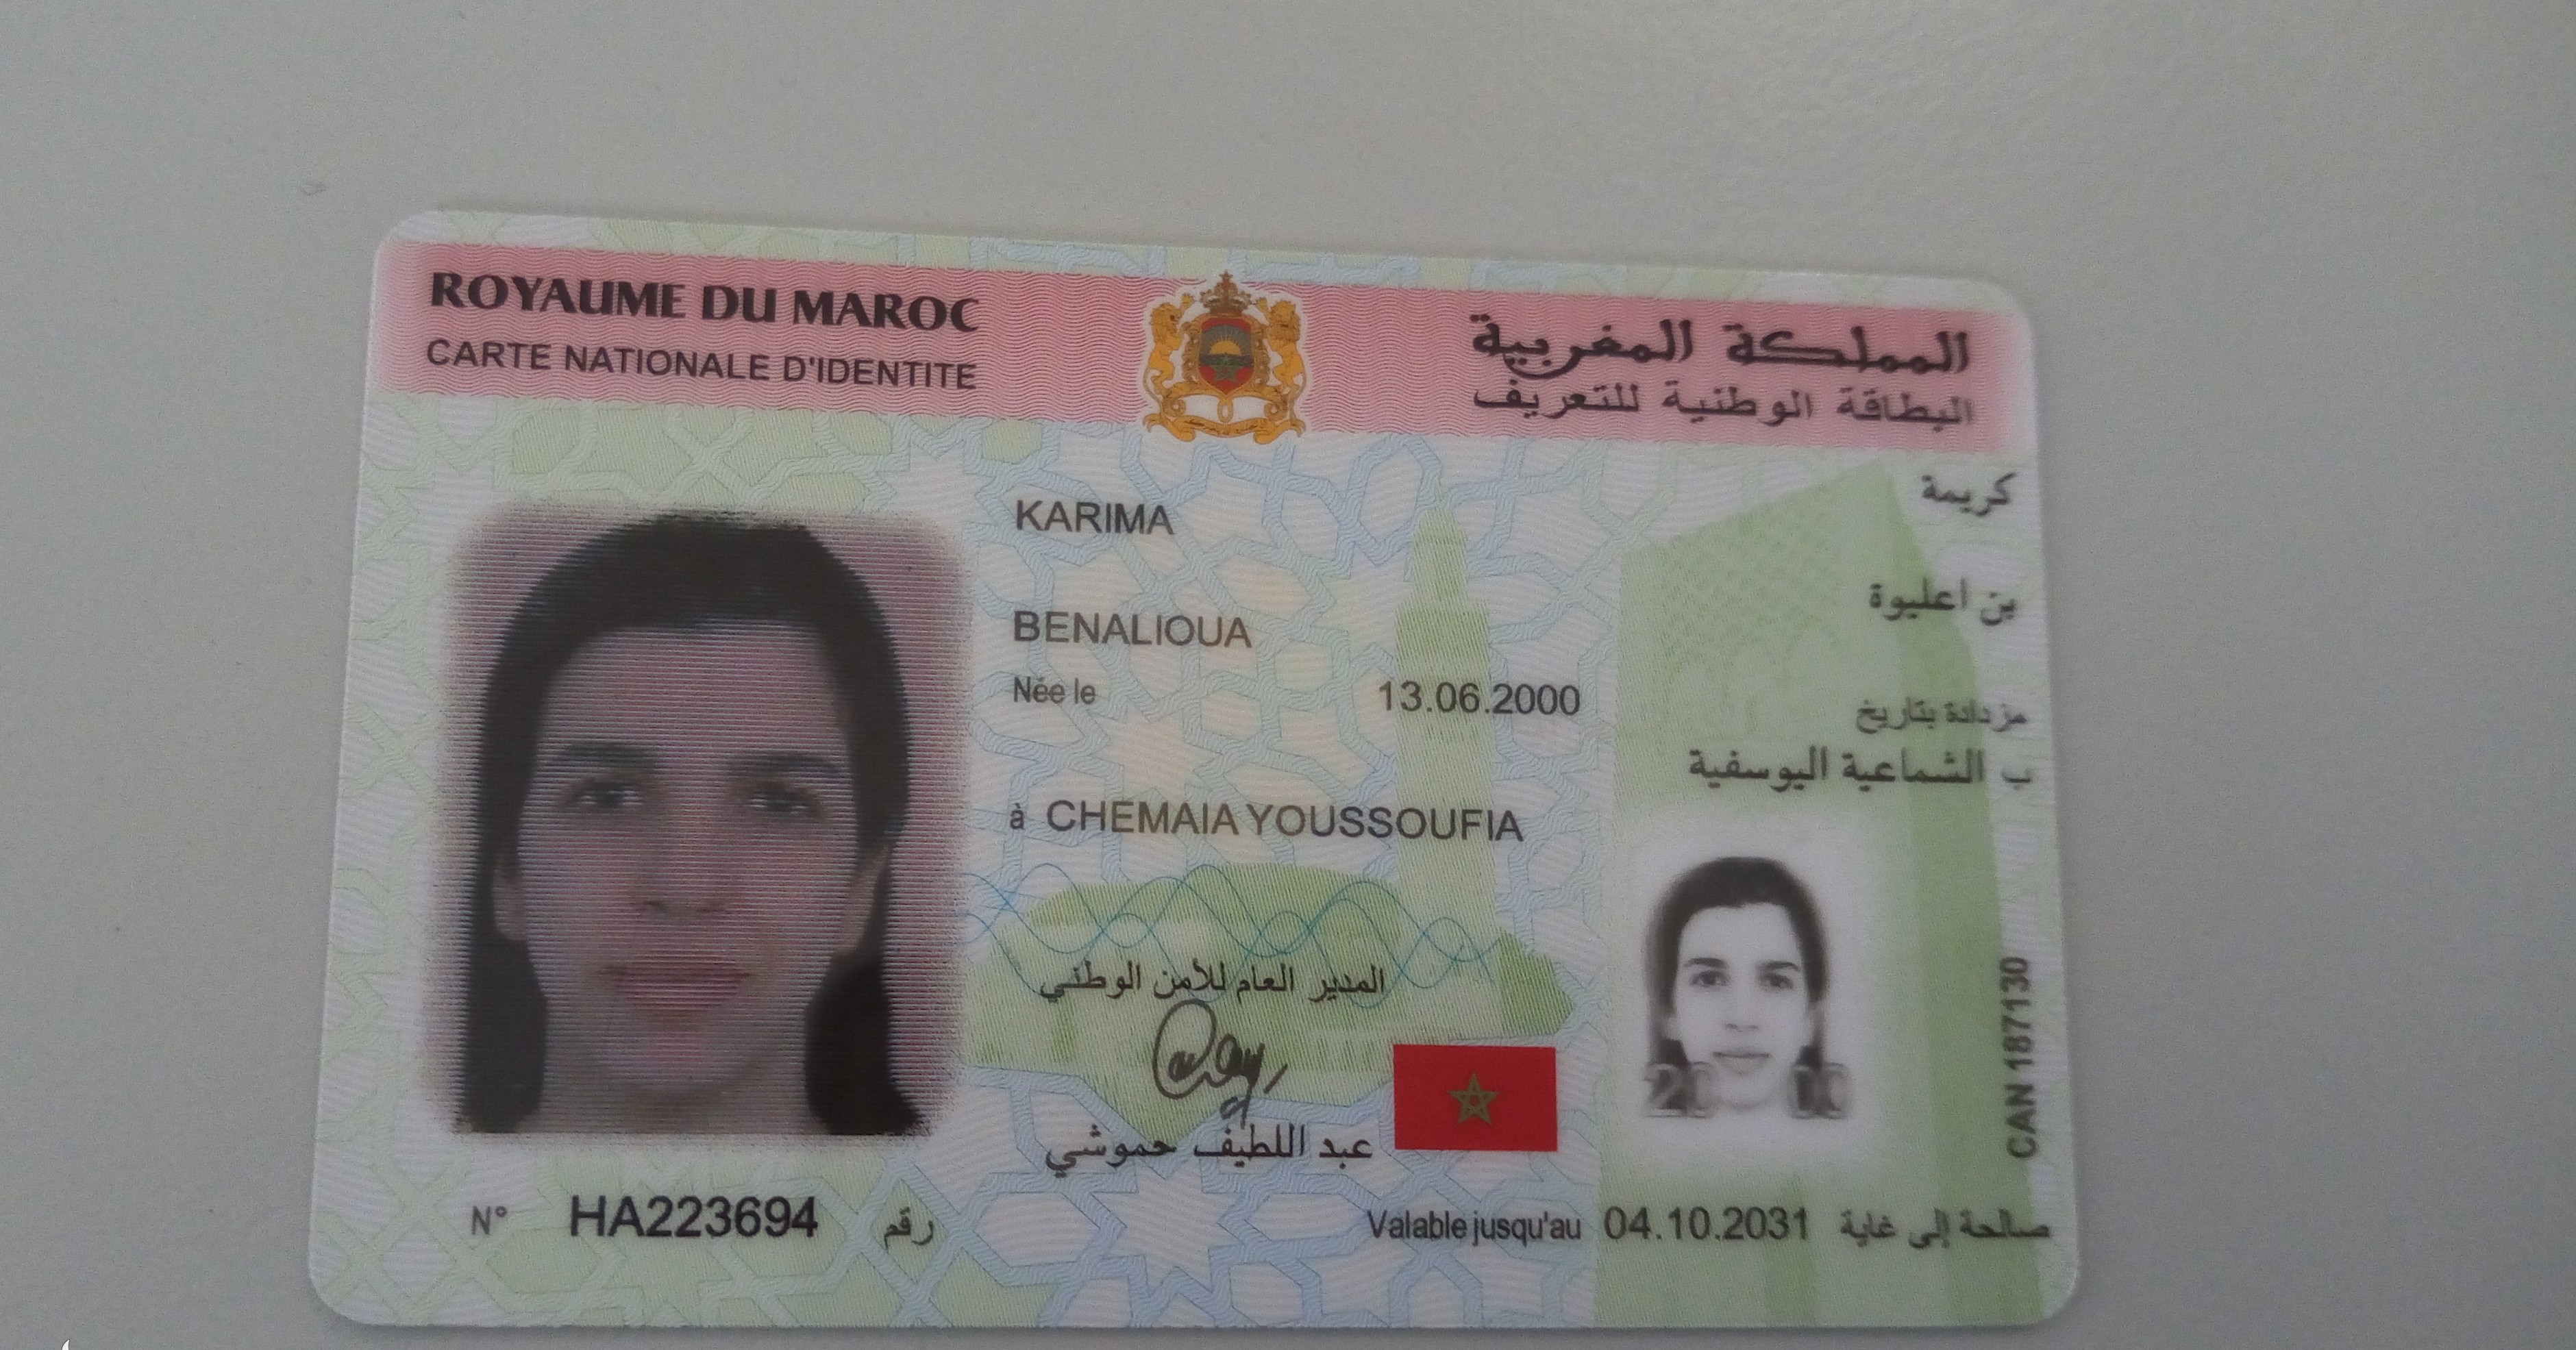 ROYAUME DU MAROC
المملكة المغربية
CARTE NATIONALE D'IDENTITE
البطاقة الوطنية للتعريف
KARIMA
كريمة
BENALIOUA
بن اعليوة
Née le 13.06.2000 مزدادة بتاريخ
ب الشماعية اليوسفية
à CHEMAIA YOUSSOUFIA
المدير العام للأمن الوطني
عبد اللطيف حموشي
20 00
CAN 187130
N° HA223694 رقم
Valable jusqu'au 04.10.2031 صالحة إلى غاية